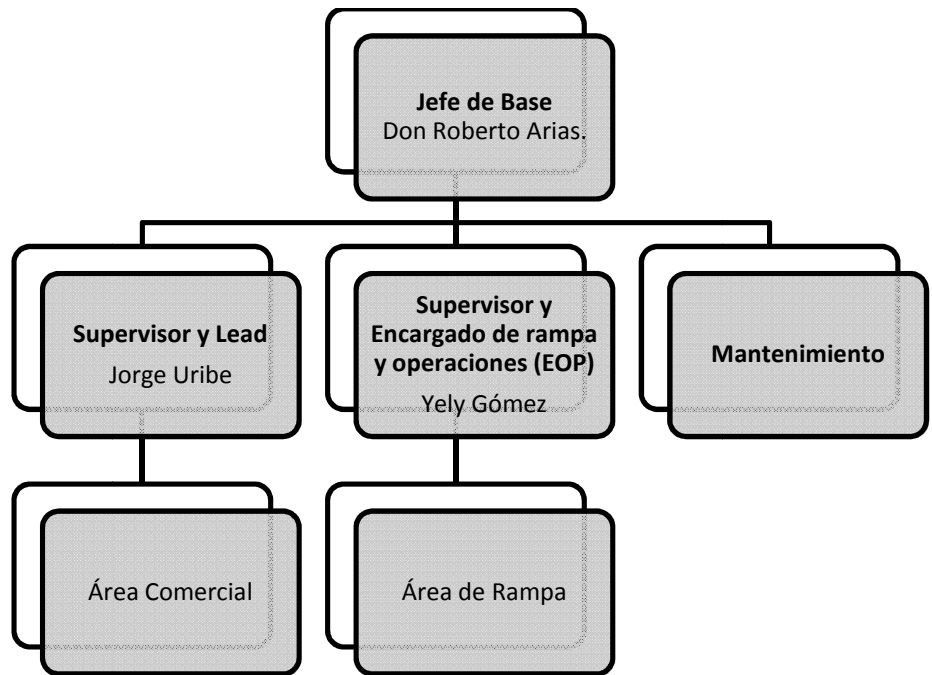 Jefe de Base
Don Roberto Arias.
Supervisor y Lead
Jorge Uribe
Supervisor y
Encargado de rampa
y operaciones (EOP)
Yely Gómez
Mantenimiento
Área Comercial
Área de Rampa